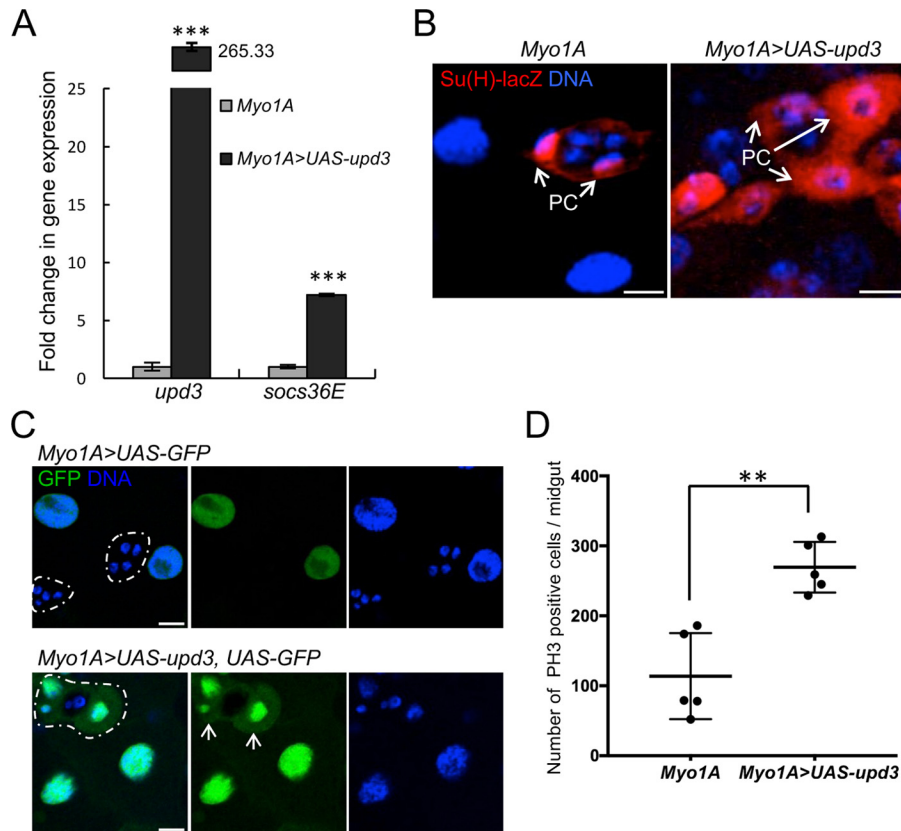 A
Fold change in gene expression
25
20
15
10
5
0
***
265.33
Myo1A
Myo1A>UAS-upd3
***
upd3
socs36E
B
Myo1A
Myo1A>UAS-upd3
Su(H)-lacZ DNA
PC
PC
C
Myo1A>UAS-GFP
GFP DNA
Myo1A>UAS-upd3, UAS-GFP
D
Number of PH3 positive cells / midgut
400
300
200
100
0
**
Myo1A
Myo1A>UAS-upd3